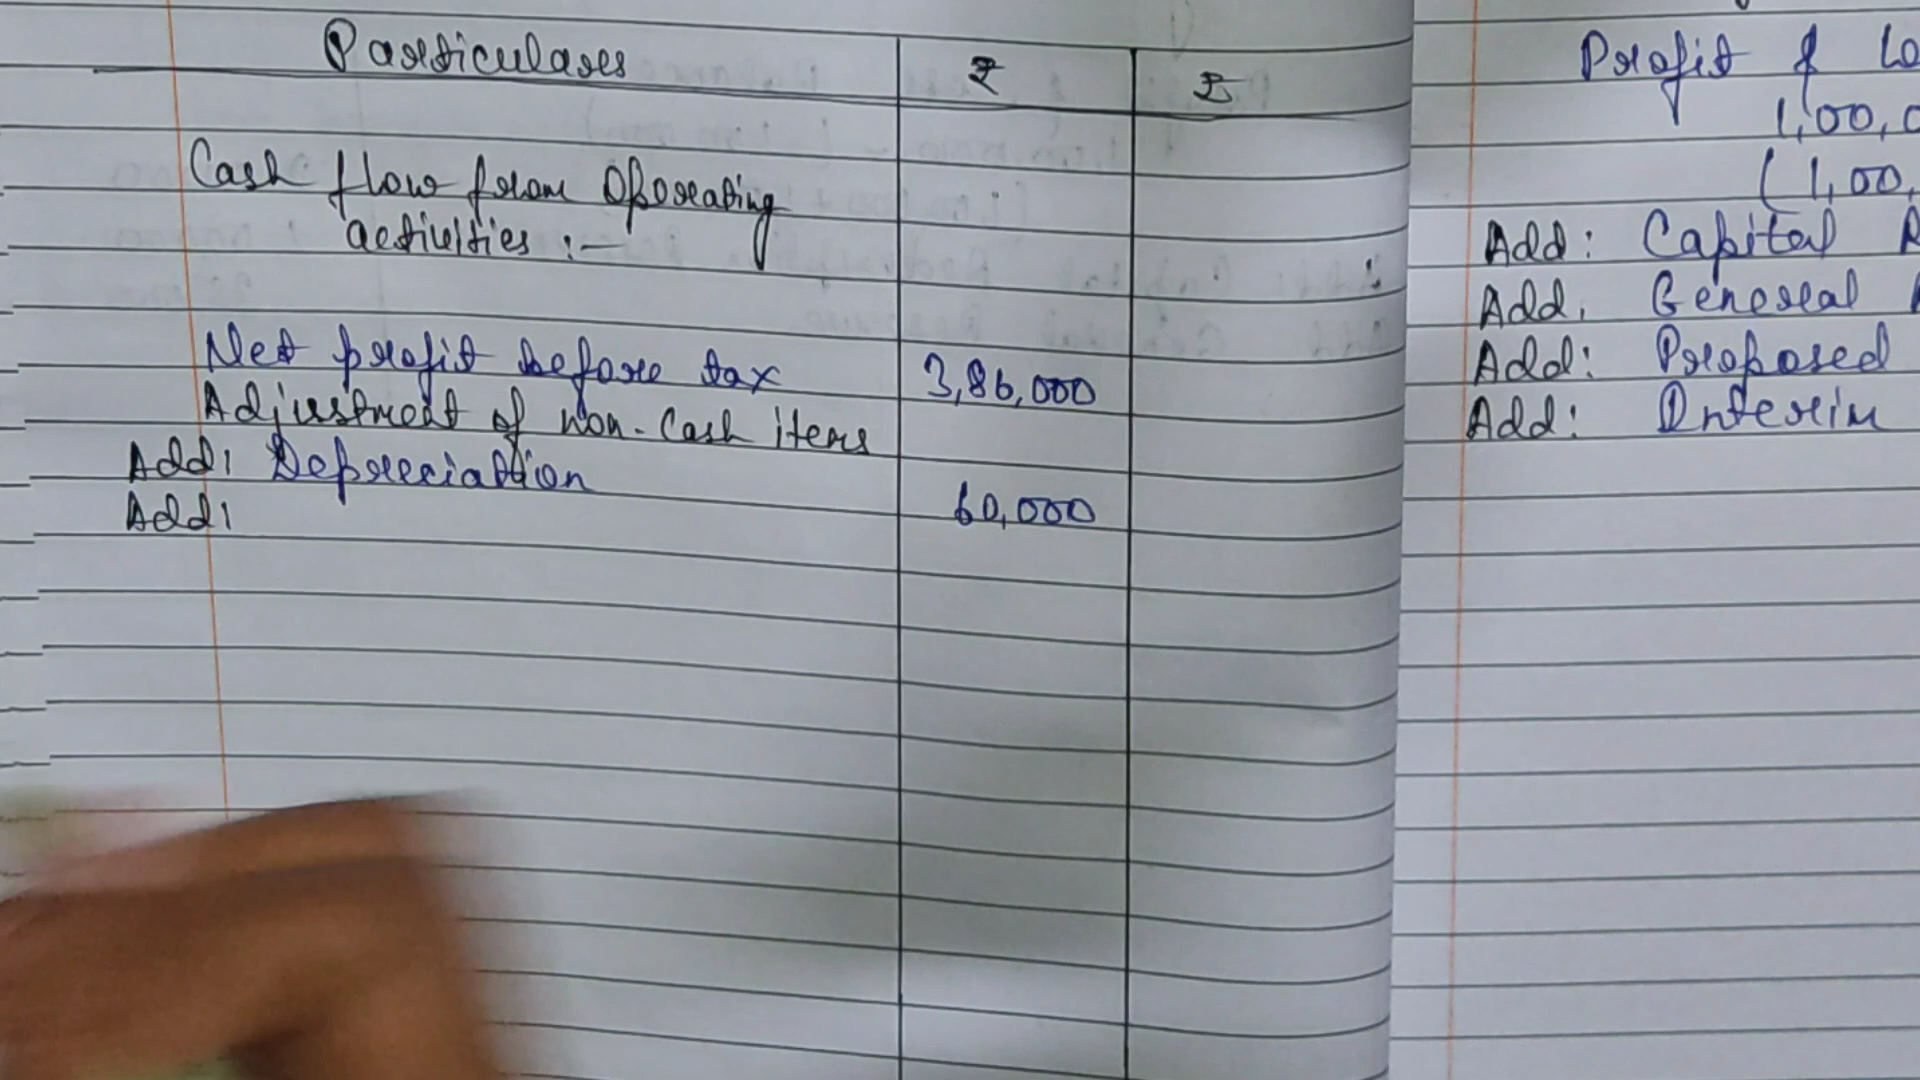 Particulars ₹ ₹
Cash flow from Operating
activities :-
Net profit before tax 3,86,000
Adjustment of non-cash items
Add: Depreciation 60,000
Add:
Profit & Lo
1,00,0
(1,00,
Add: Capital R
Add: General
Add: Proposed
Add: Interim